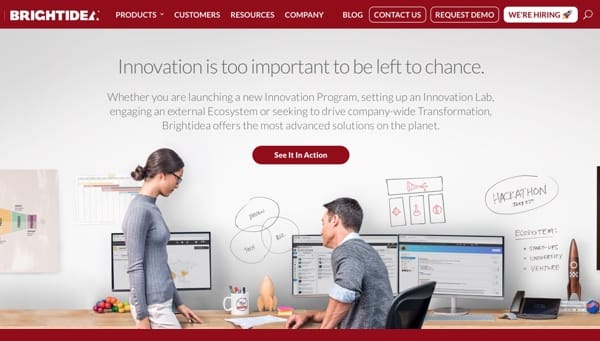 BRIGHTIDEA
PRODUCTS
CUSTOMERS
RESOURCES
COMPANY
BLOG
CONTACT US
REQUEST DEMO
WE'RE HIRING 🚀
Innovation is too important to be left to chance.
Whether you are launching a new Innovation Program, setting up an Innovation Lab,
engaging an external Ecosystem or seeking to drive company-wide Transformation,
Brightidea offers the most advanced solutions on the planet.
See It In Action
DESIGN
TECH
BIZ
HACKATHON
ECOSYSTEM:
• START-UPS
• UNIVERSITY
• VENTURE